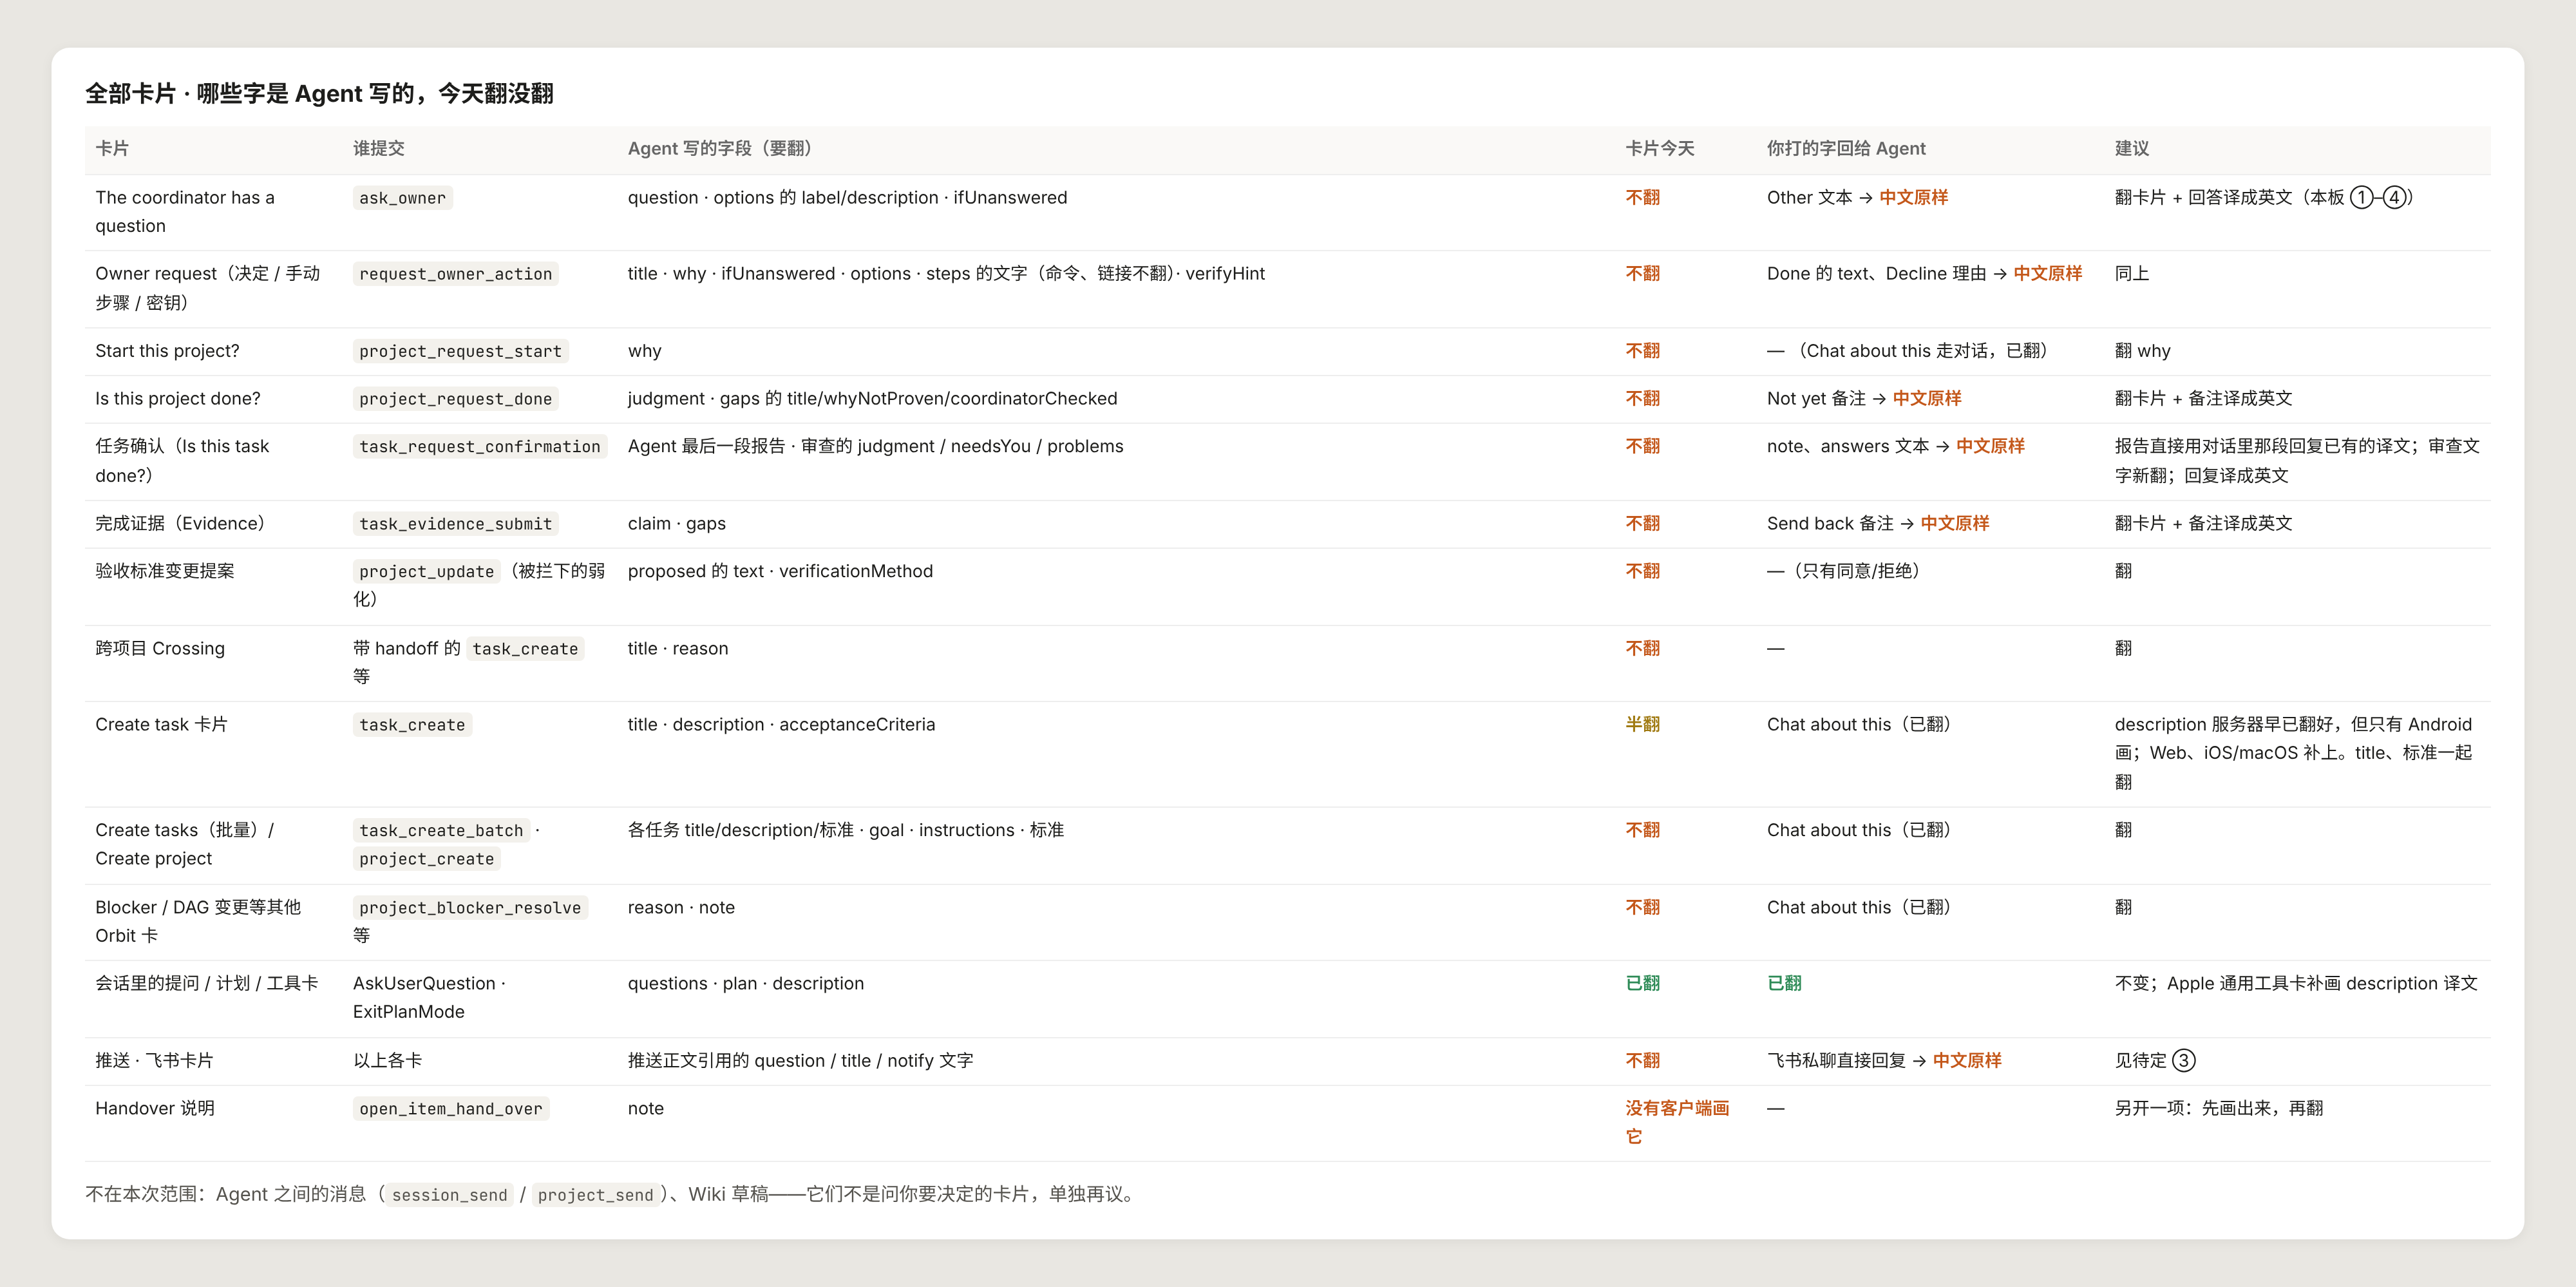 全部卡片 · 哪些字是 Agent 写的，今天翻没翻
卡片 谁提交 Agent 写的字段（要翻） 卡片今天 你打的字回给 Agent 建议
The coordinator has a question ask_owner question · options 的 label/description · ifUnanswered 不翻 Other 文本 → 中文原样 翻卡片 + 回答译成英文（本板 ①–④）
Owner request（决定 / 手动步骤 / 密钥） request_owner_action title · why · ifUnanswered · options · steps 的文字（命令、链接不翻）· verifyHint 不翻 Done 的 text、Decline 理由 → 中文原样 同上
Start this project? project_request_start why 不翻 — （Chat about this 走对话，已翻） 翻 why
Is this project done? project_request_done judgment · gaps 的 title/whyNotProven/coordinatorChecked 不翻 Not yet 备注 → 中文原样 翻卡片 + 备注译成英文
任务确认（Is this task done?） task_request_confirmation Agent 最后一段报告 · 审查的 judgment / needsYou / problems 不翻 note、answers 文本 → 中文原样 报告直接用对话里那段回复已有的译文；审查文字新翻；回复译成英文
完成证据（Evidence） task_evidence_submit claim · gaps 不翻 Send back 备注 → 中文原样 翻卡片 + 备注译成英文
验收标准变更提案 project_update（被拦下的弱化） proposed 的 text · verificationMethod 不翻 —（只有同意/拒绝） 翻
跨项目 Crossing 带 handoff 的 task_create 等 title · reason 不翻 — 翻
Create task 卡片 task_create title · description · acceptanceCriteria 半翻 Chat about this（已翻） description 服务器早已翻好，但只有 Android 画；Web、iOS/macOS 补上。title、标准一起翻
Create tasks（批量）/ Create project task_create_batch · project_create 各任务 title/description/标准 · goal · instructions · 标准 不翻 Chat about this（已翻） 翻
Blocker / DAG 变更等其他 Orbit 卡 project_blocker_resolve 等 reason · note 不翻 Chat about this（已翻） 翻
会话里的提问 / 计划 / 工具卡 AskUserQuestion · ExitPlanMode questions · plan · description 已翻 已翻 不变；Apple 通用工具卡补画 description 译文
推送 · 飞书卡片 以上各卡 推送正文引用的 question / title / notify 文字 不翻 飞书私聊直接回复 → 中文原样 见待定 ③
Handover 说明 open_item_hand_over note 没有客户端画它 — 另开一项：先画出来，再翻
不在本次范围：Agent 之间的消息（session_send / project_send）、Wiki 草稿——它们不是问你要决定的卡片，单独再议。